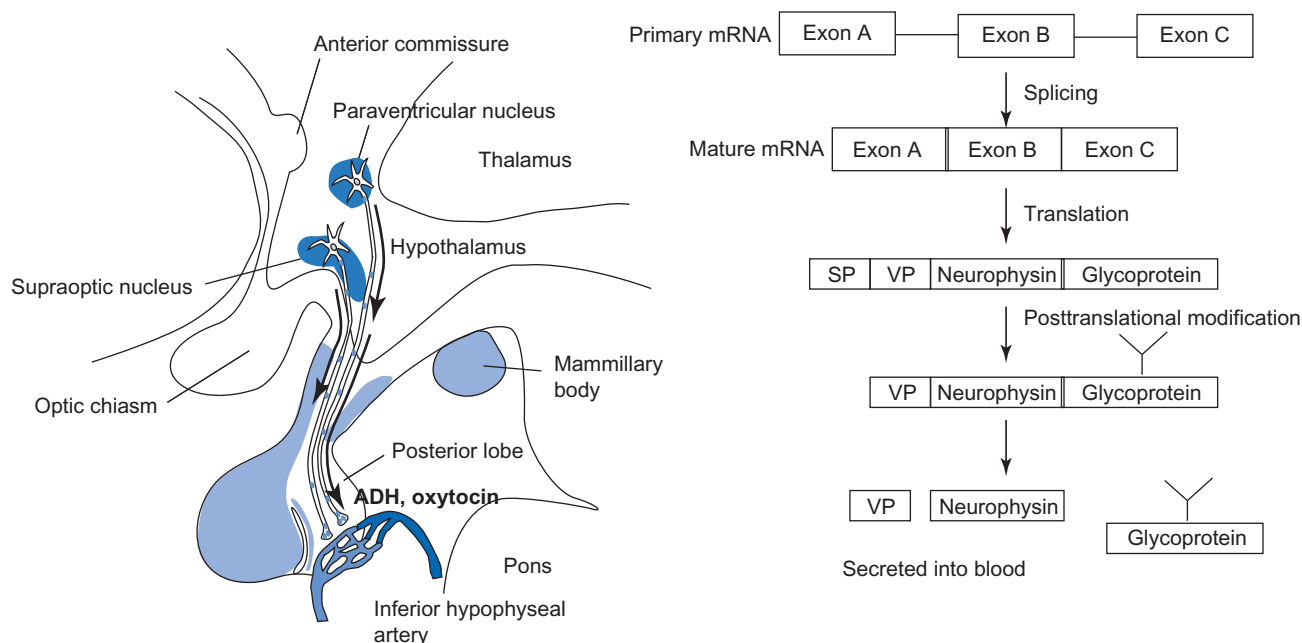 Anterior commissure
Paraventricular nucleus
Thalamus
Hypothalamus
Supraoptic nucleus
Optic chiasm
Mammillary
body
Posterior lobe
ADH, oxytocin
Pons
Inferior hypophyseal
artery
Primary mRNA Exon A Exon B Exon C
Splicing
Mature mRNA Exon A Exon B Exon C
Translation
SP VP Neurophysin Glycoprotein
Posttranslational modification
VP Neurophysin Glycoprotein
VP Neurophysin
Glycoprotein
Secreted into blood